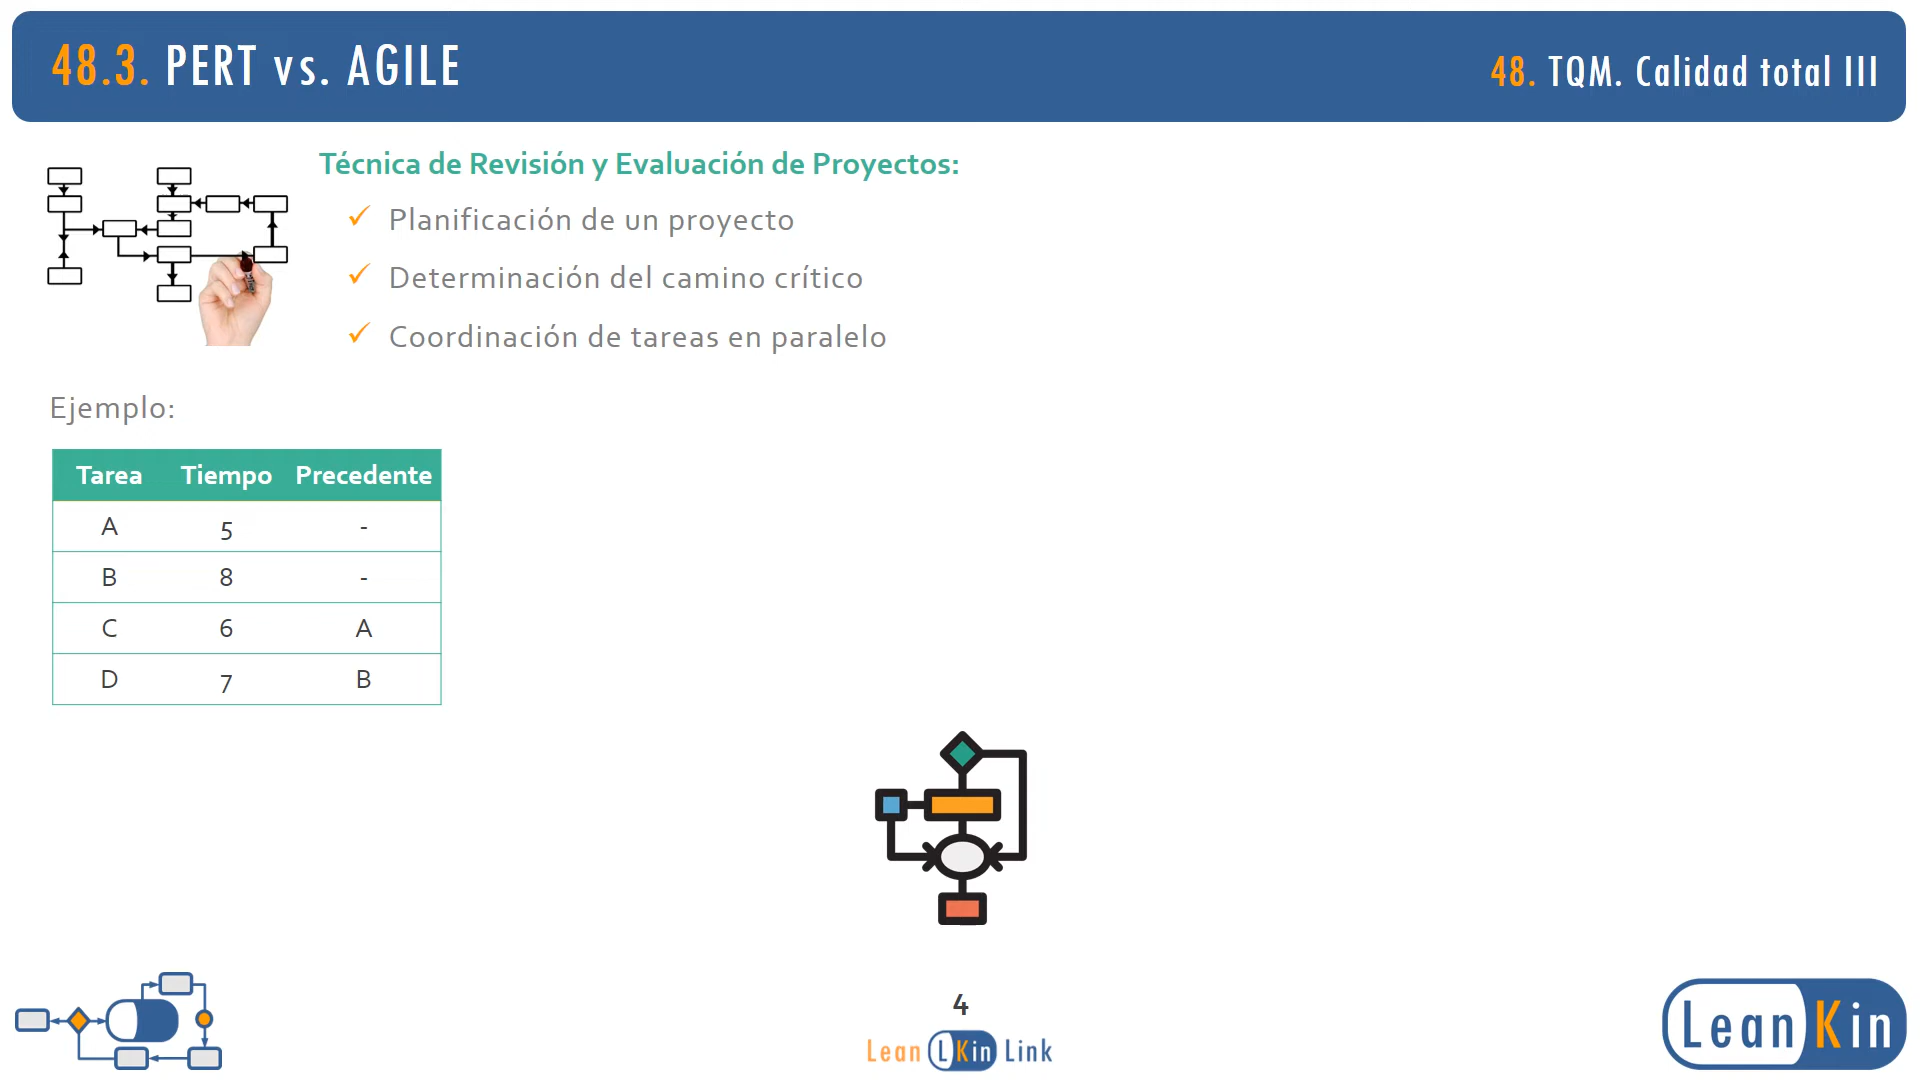 48.3. PERT vs. AGILE
48. TQM. Calidad total III
Técnica de Revisión y Evaluación de Proyectos:
✓ Planificación de un proyecto
✓ Determinación del camino crítico
✓ Coordinación de tareas en paralelo
Ejemplo:
Tarea Tiempo Precedente
A 5 -
B 8 -
C 6 A
D 7 B
4
Lean LKin Link
LeanKin